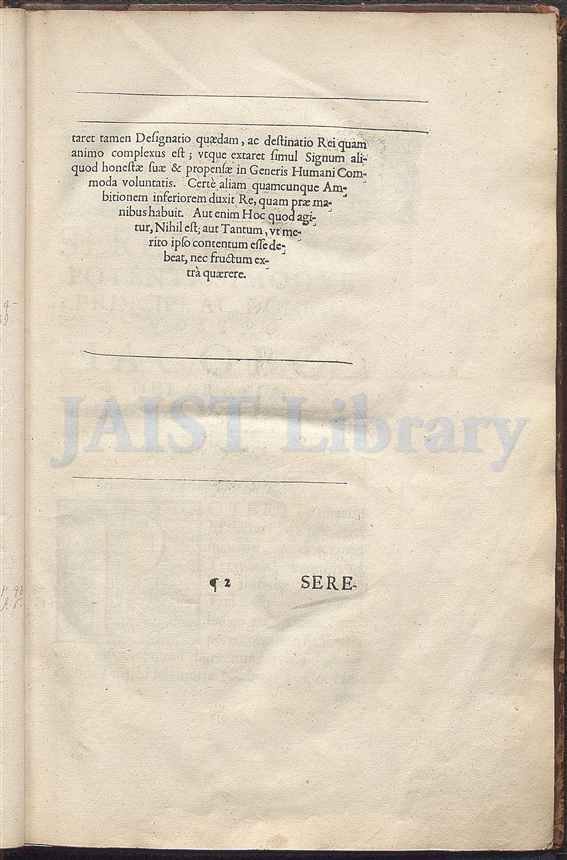 taret tamen Designatio quædam, ac destinatio Rei quam
animo complexus est; vtque extaret simul Signum ali-
quod honestæ suæ & propensæ in Generis Humani Com-
moda voluntatis. Certè aliam quamcunque Am-
bitionem inferiorem duxit Re, quam præ ma-
nibus habuit. Aut enim Hoc quod agi-
tur, Nihil est; aut Tantum, vt me-
rito ipso contentum esse de-
beat, nec fructum ex-
trà quærere.
JAIST Library
¶ 2 SERE-